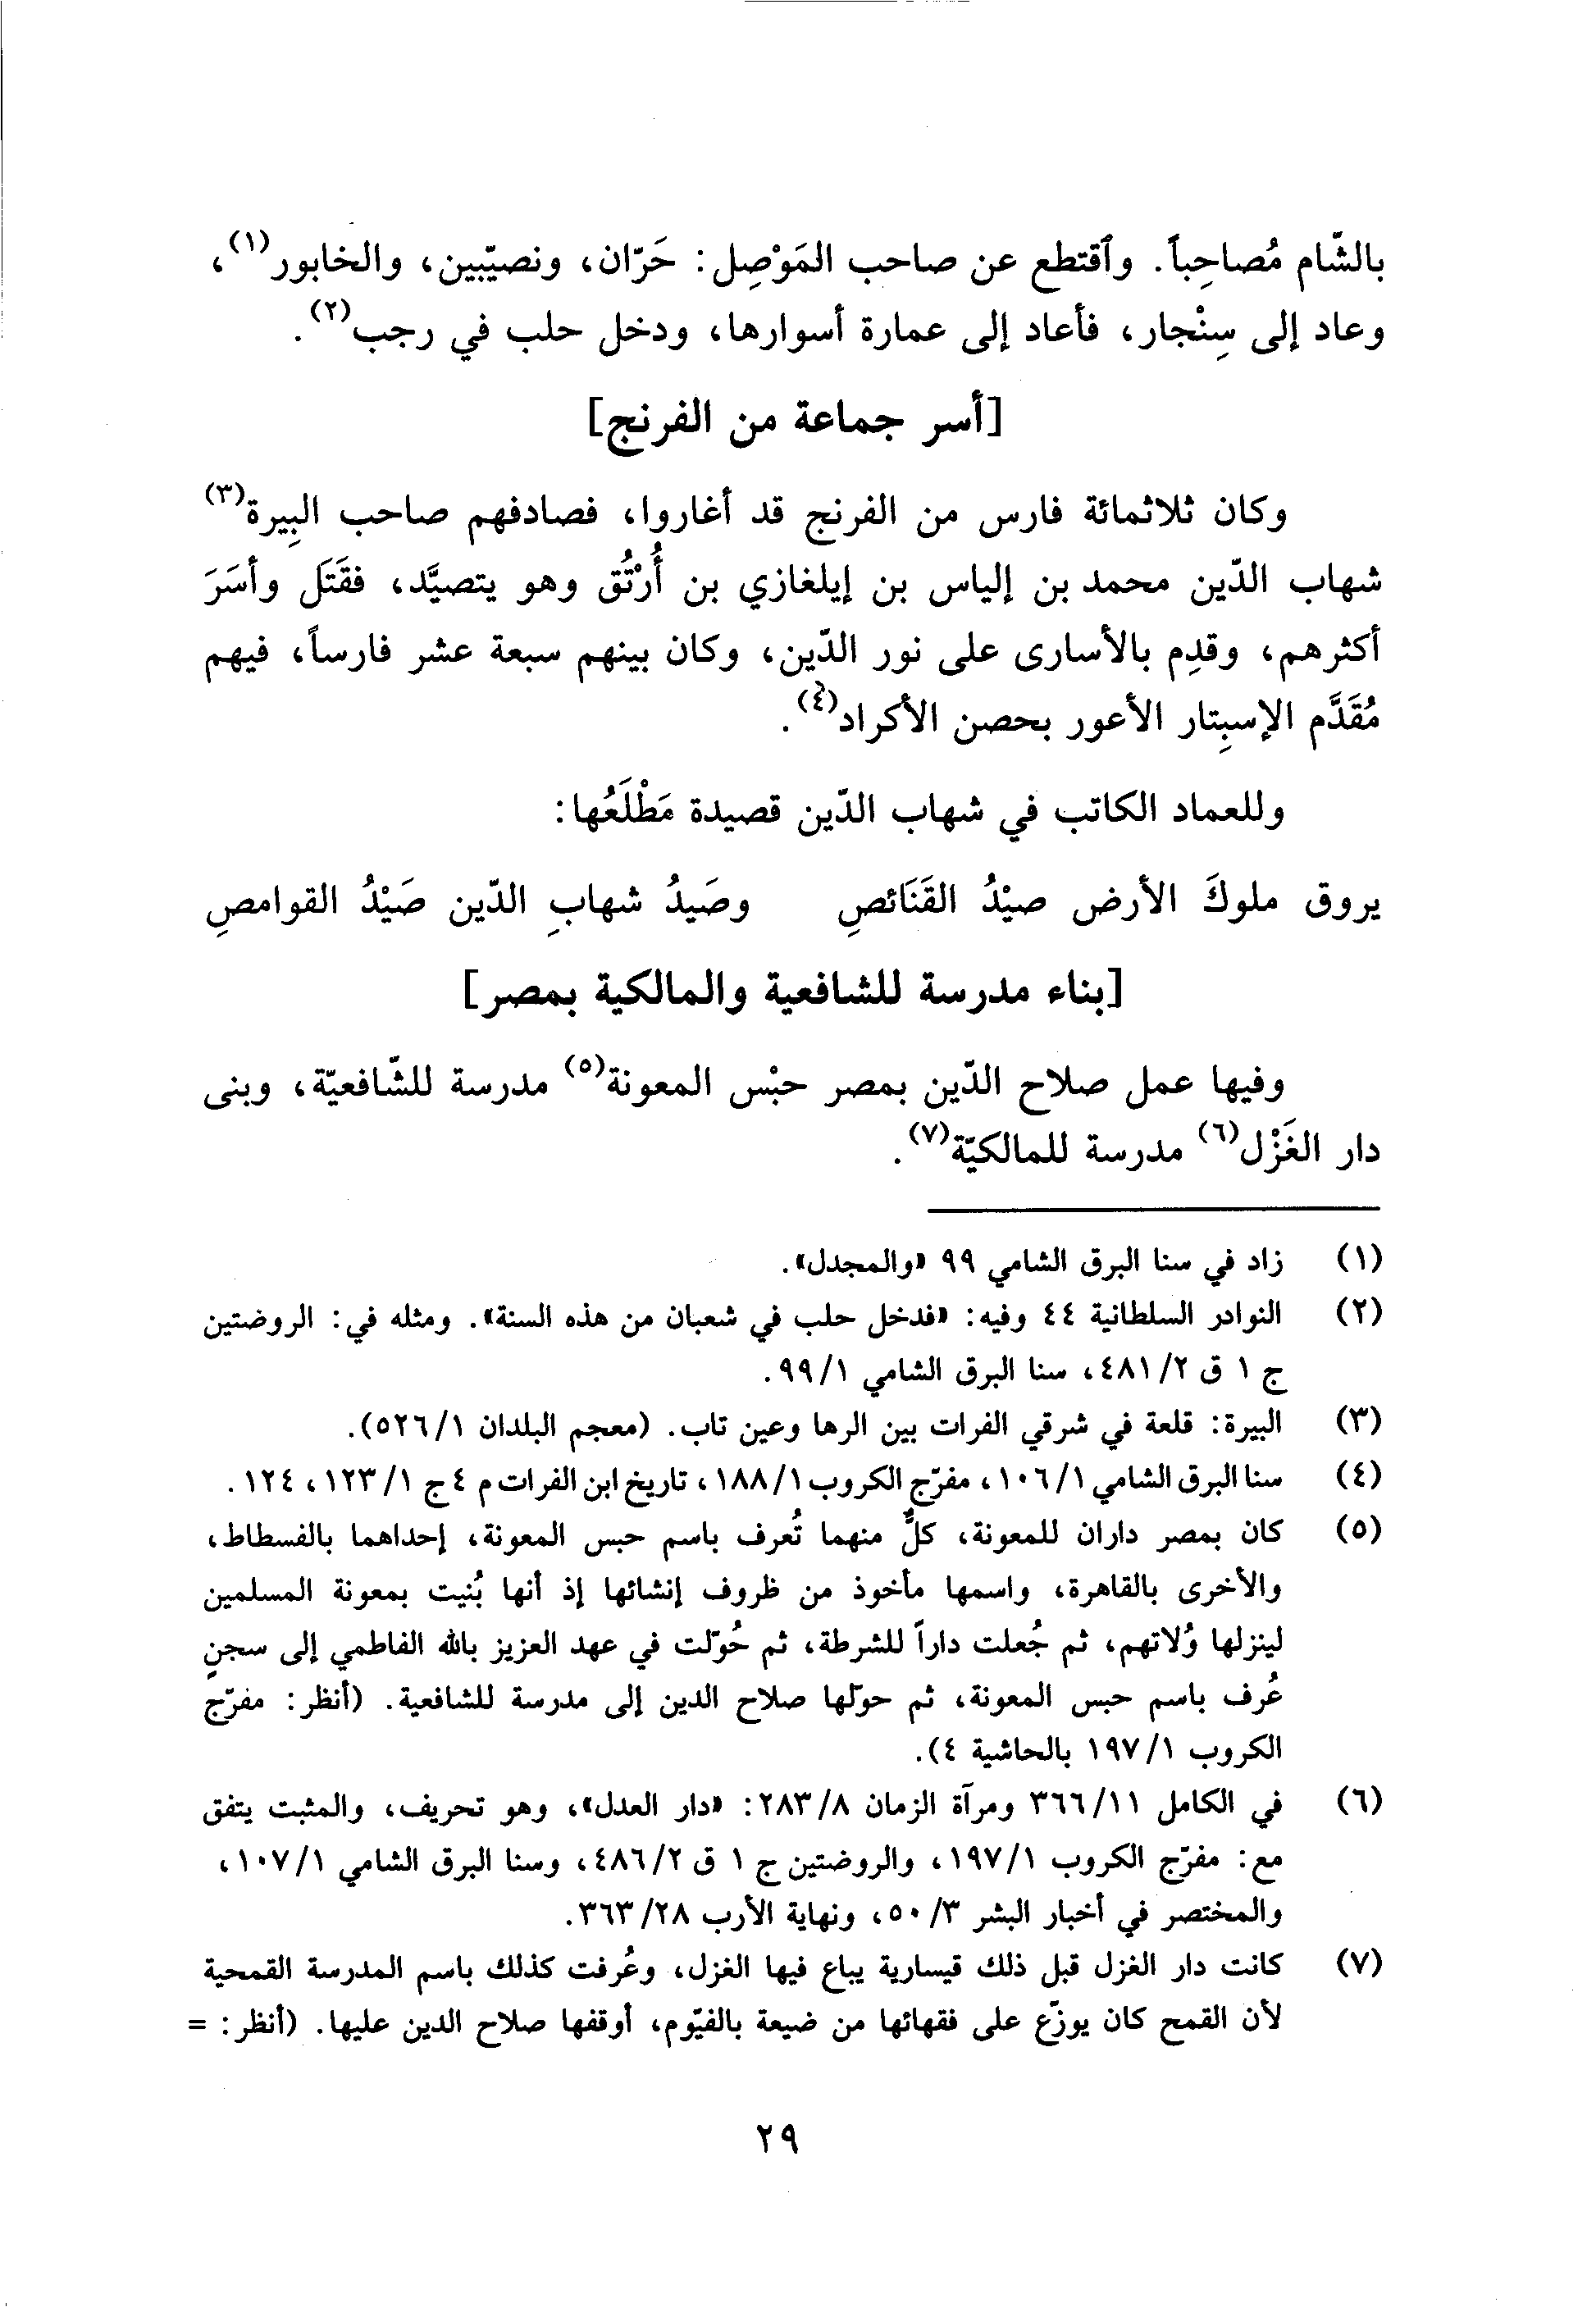 بالشّام مُصاحِباً. وٱقتطع عن صاحب المَوْصِل: حَرّان، ونصيّبين، والخابور(١)،
وعاد إلى سِنْجار، فأعاد إلى عمارة أسوارها، ودخل حلب في رجب(٢).
[أسر جماعة من الفرنج]
وكان ثلاثمائة فارس من الفرنج قد أغاروا، فصادفهم صاحب البِيرة(٣)
شهاب الدّين محمد بن إلياس بن إيلغازي بن أُرْتُق وهو يتصيَّد، فقَتَل وأسَرَ
أكثرهم، وقدِم بالأسارى على نور الدّين، وكان بينهم سبعة عشر فارساً، فيهم
مُقَدَّم الإسبِتار الأعور بحصن الأكراد(٤).
وللعماد الكاتب في شهاب الدّين قصيدة مَطْلَعُها:
يروق ملوكَ الأرض صيْدُ القَنَائصِ وصَيدُ شهابِ الدّين صَيْدُ القوامصِ
[بناء مدرسة للشافعية والمالكية بمصر]
وفيها عمل صلاح الدّين بمصر حبْس المعونة(٥) مدرسة للشّافعيّة، وبنى
دار الغَزْل(٦) مدرسة للمالكيّة(٧).
(١) زاد في سنا البرق الشامي ٩٩ «والمجدل».
(٢) النوادر السلطانية ٤٤ وفيه: «فدخل حلب في شعبان من هذه السنة». ومثله في: الروضتين
ج ١ ق ٢/ ٤٨١، سنا البرق الشامي ١/ ٩٩.
(٣) البيرة: قلعة في شرقي الفرات بين الرها وعين تاب. (معجم البلدان ١/ ٥٢٦).
(٤) سنا البرق الشامي ١/ ١٠٦، مفرّج الكروب ١/ ١٨٨، تاريخ ابن الفرات م ٤ ج ١/ ١٢٣، ١٢٤.
(٥) كان بمصر داران للمعونة، كلٌّ منهما تُعرف باسم حبس المعونة، إحداهما بالفسطاط،
والأخرى بالقاهرة، واسمها مأخوذ من ظروف إنشائها إذ أنها بُنيت بمعونة المسلمين
لينزلها وُلاتهم، ثم جُعلت داراً للشرطة، ثم حُوّلت في عهد العزيز بالله الفاطمي إلى سجنٍ
عُرف باسم حبس المعونة، ثم حوّلها صلاح الدين إلى مدرسة للشافعية. (أنظر: مفرّج
الكروب ١/ ١٩٧ بالحاشية ٤).
(٦) في الكامل ١١/ ٣٦٦ ومرآة الزمان ٨/ ٢٨٣: «دار العدل»، وهو تحريف، والمثبت يتفق
مع: مفرّج الكروب ١/ ١٩٧، والروضتين ج ١ ق ٢/ ٤٨٦، وسنا البرق الشامي ١/ ١٠٧،
والمختصر في أخبار البشر ٣/ ٥٠، ونهاية الأرب ٢٨/ ٣٦٣.
(٧) كانت دار الغزل قبل ذلك قيسارية يباع فيها الغزل، وعُرفت كذلك باسم المدرسة القمحية
لأن القمح كان يوزّع على فقهائها من ضيعة بالفيّوم، أوقفها صلاح الدين عليها. (أنظر: =
٢٩